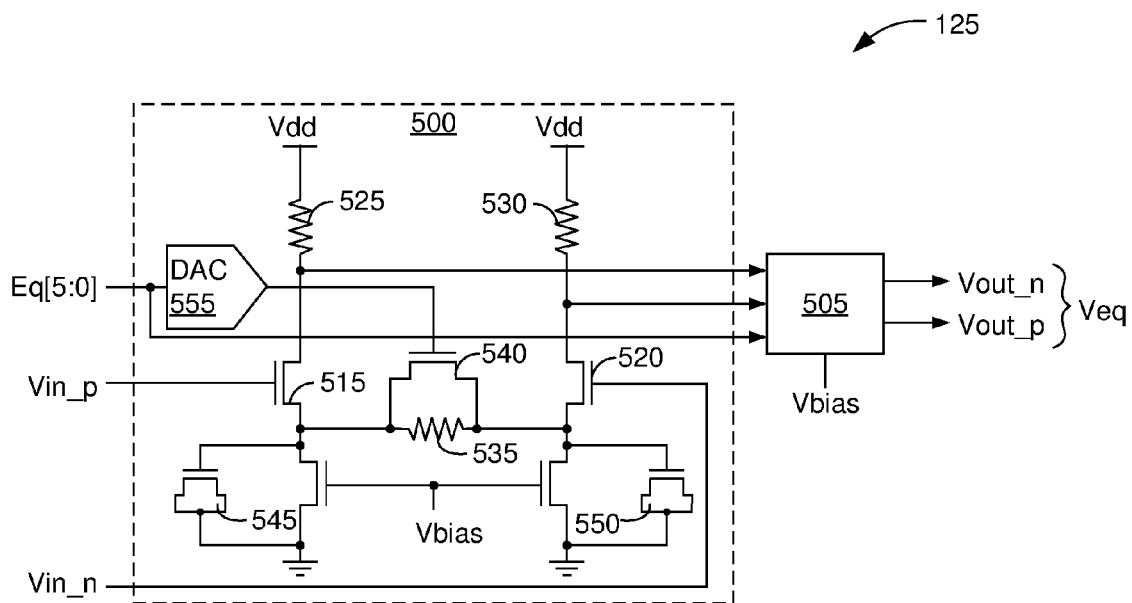 125
500
Vdd
Vdd
525
530
Eq[5:0]
DAC
555
505
Vout_n
Vout_p
Veq
540
520
Vin_p
515
Vbias
535
545
550
Vbias
Vin_n